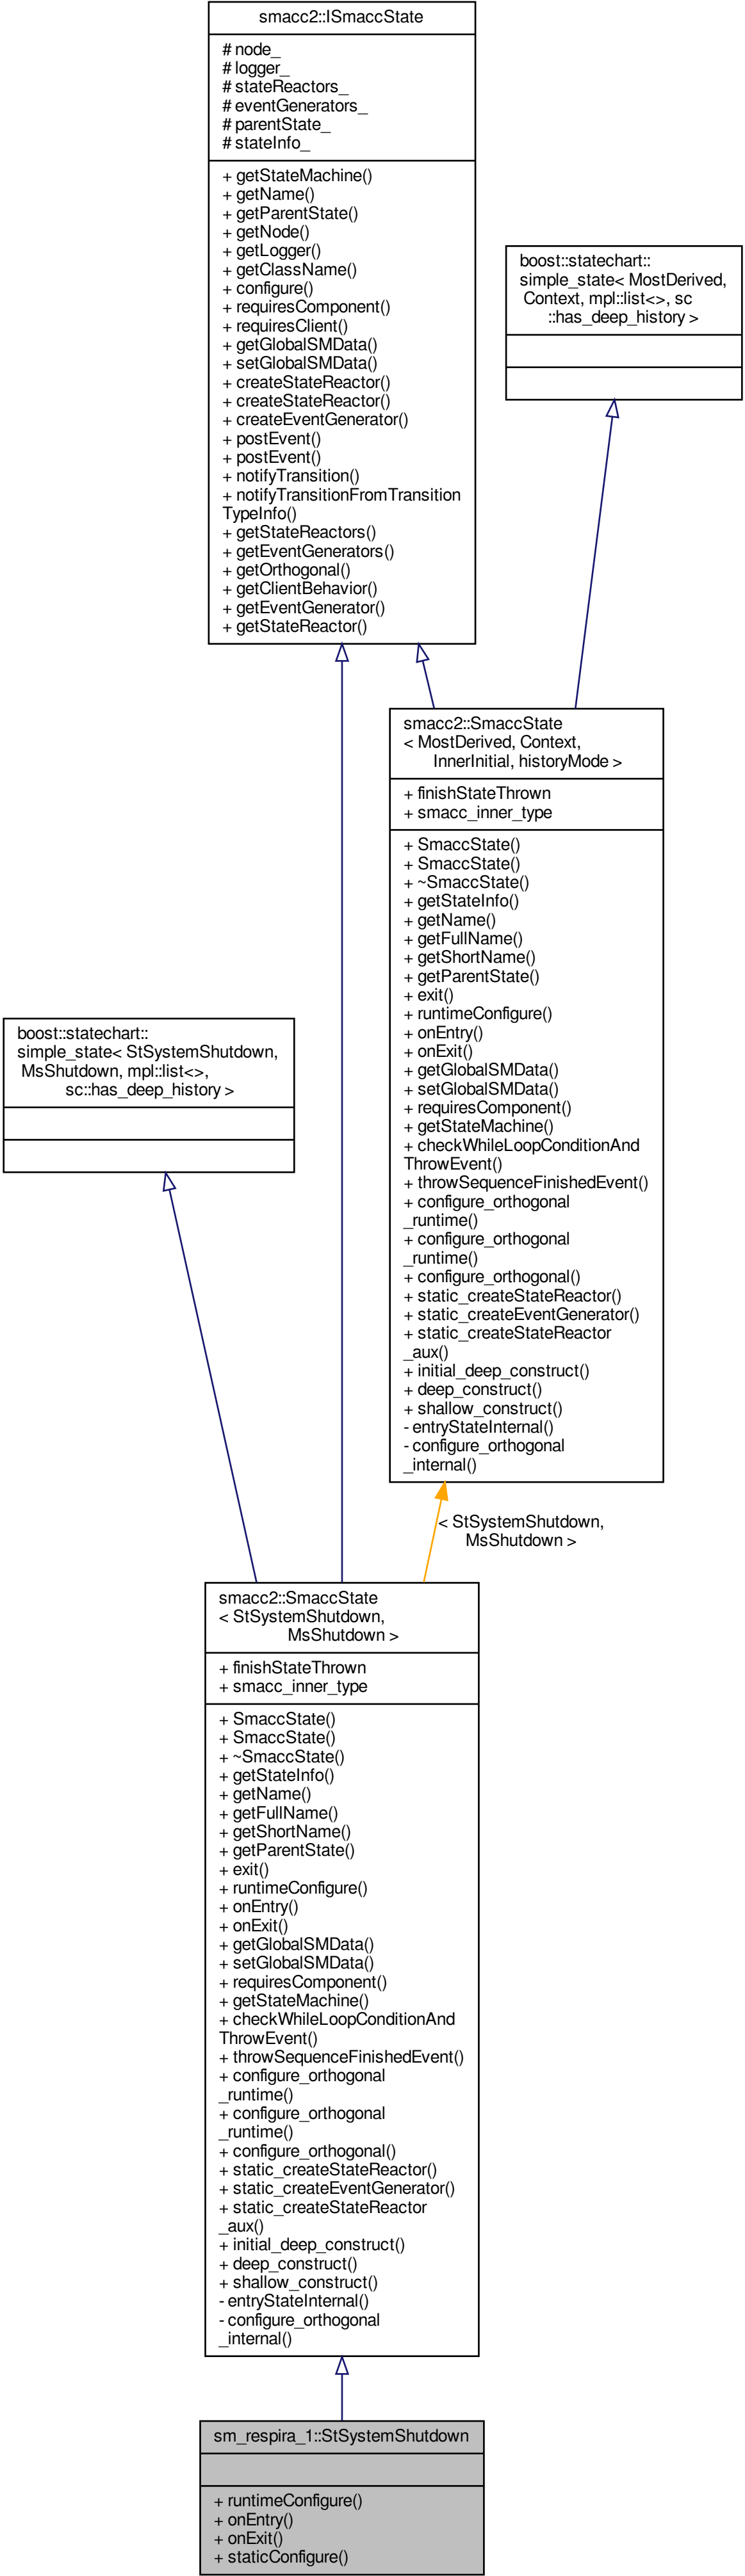 smacc2::ISmaccState
# node_
# logger_
# stateReactors_
# eventGenerators_
# parentState_
# stateInfo_
+ getStateMachine()
+ getName()
+ getParentState()
+ getNode()
+ getLogger()
+ getClassName()
+ configure()
+ requiresComponent()
+ requiresClient()
+ getGlobalSMData()
+ setGlobalSMData()
+ createStateReactor()
+ createStateReactor()
+ createEventGenerator()
+ postEvent()
+ postEvent()
+ notifyTransition()
+ notifyTransitionFromTransition
TypeInfo()
+ getStateReactors()
+ getEventGenerators()
+ getOrthogonal()
+ getClientBehavior()
+ getEventGenerator()
+ getStateReactor()
boost::statechart::
simple_state< MostDerived,
Context, mpl::list<>, sc
::has_deep_history >
smacc2::SmaccState
< MostDerived, Context,
InnerInitial, historyMode >
+ finishStateThrown
+ smacc_inner_type
+ SmaccState()
+ SmaccState()
+ ~SmaccState()
+ getStateInfo()
+ getName()
+ getFullName()
+ getShortName()
+ getParentState()
+ exit()
+ runtimeConfigure()
+ onEntry()
+ onExit()
+ getGlobalSMData()
+ setGlobalSMData()
+ requiresComponent()
+ getStateMachine()
+ checkWhileLoopConditionAnd
ThrowEvent()
+ throwSequenceFinishedEvent()
+ configure_orthogonal
_runtime()
+ configure_orthogonal
_runtime()
+ configure_orthogonal()
+ static_createStateReactor()
+ static_createEventGenerator()
+ static_createStateReactor
_aux()
+ initial_deep_construct()
+ deep_construct()
+ shallow_construct()
- entryStateInternal()
- configure_orthogonal
_internal()
boost::statechart::
simple_state< StSystemShutdown,
MsShutdown, mpl::list<>,
sc::has_deep_history >
< StSystemShutdown,
MsShutdown >
smacc2::SmaccState
< StSystemShutdown,
MsShutdown >
+ finishStateThrown
+ smacc_inner_type
+ SmaccState()
+ SmaccState()
+ ~SmaccState()
+ getStateInfo()
+ getName()
+ getFullName()
+ getShortName()
+ getParentState()
+ exit()
+ runtimeConfigure()
+ onEntry()
+ onExit()
+ getGlobalSMData()
+ setGlobalSMData()
+ requiresComponent()
+ getStateMachine()
+ checkWhileLoopConditionAnd
ThrowEvent()
+ throwSequenceFinishedEvent()
+ configure_orthogonal
_runtime()
+ configure_orthogonal
_runtime()
+ configure_orthogonal()
+ static_createStateReactor()
+ static_createEventGenerator()
+ static_createStateReactor
_aux()
+ initial_deep_construct()
+ deep_construct()
+ shallow_construct()
- entryStateInternal()
- configure_orthogonal
_internal()
sm_respira_1::StSystemShutdown
+ runtimeConfigure()
+ onEntry()
+ onExit()
+ staticConfigure()